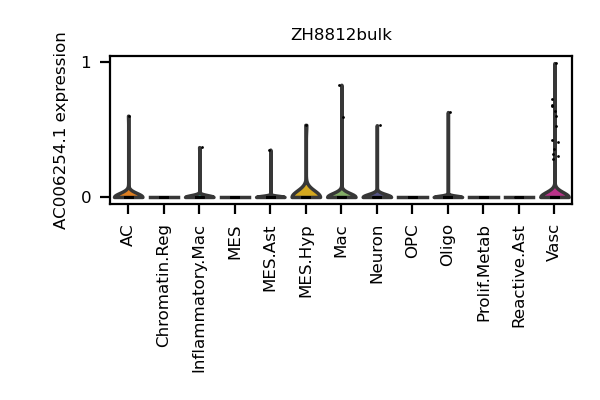 ZH8812bulk
AC006254.1 expression
1
0
AC
Chromatin.Reg
Inflammatory.Mac
MES
MES.Ast
MES.Hyp
Mac
Neuron
OPC
Oligo
Prolif.Metab
Reactive.Ast
Vasc